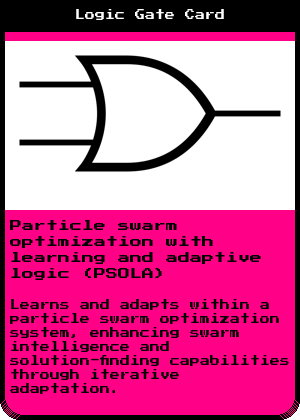 Logic Gate Card
Particle swarm
optimization with
learning and adaptive
logic (PSOLA)
Learns and adapts within a
particle swarm optimization
system, enhancing swarm
intelligence and
solution-finding capabilities
through iterative
adaptation.